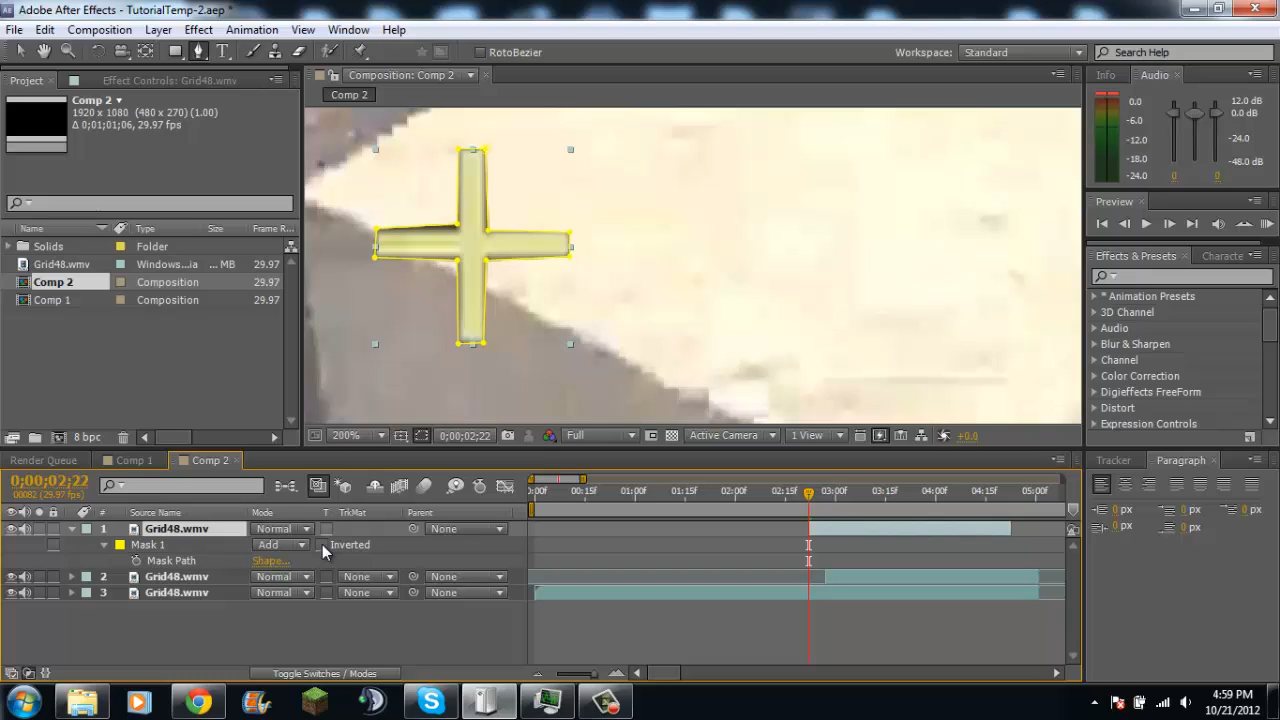 Adobe After Effects - TutorialTemp-2.aep *
File Edit Composition Layer Effect Animation View Window Help
RotoBezier Workspace: Standard Search Help
Project Effect Controls: Grid48.wmv Composition: Comp 2 Info Audio
Comp 2
Comp 2
1920 x 1080 (480 x 270) (1.00)
Δ 0;01;01;06, 29.97 fps
0.0 12.0 dB
-6.0 0.0 dB
-12.0 -24.0
-18.0
-24.0 -48.0 dB
0 0
Preview
Name Type Size Frame R...
Solids Folder
Grid48.wmv Windows...ia ... MB 29.97
Comp 2 Composition 29.97
Comp 1 Composition 29.97
Effects & Presets Characte
* Animation Presets
3D Channel
Audio
Blur & Sharpen
Channel
Color Correction
Digieffects FreeForm
Distort
Expression Controls
8 bpc 200% 0;00;02;22 Full Active Camera 1 View +0.0
Render Queue Comp 1 Comp 2 Tracker Paragraph
0;00;02;22
00082 (29.97 fps)
0:00f 00:15f 01:00f 01:15f 02:00f 02:15f 03:00f 03:15f 04:00f 04:15f 05:00f
# Source Name Mode T TrkMat Parent
1 Grid48.wmv Normal None
Mask 1 Add Inverted
Mask Path Shape...
2 Grid48.wmv Normal None None
3 Grid48.wmv Normal None None
0 px 0 px 0 px
0 px 0 px
Toggle Switches / Modes
4:59 PM
10/21/2012